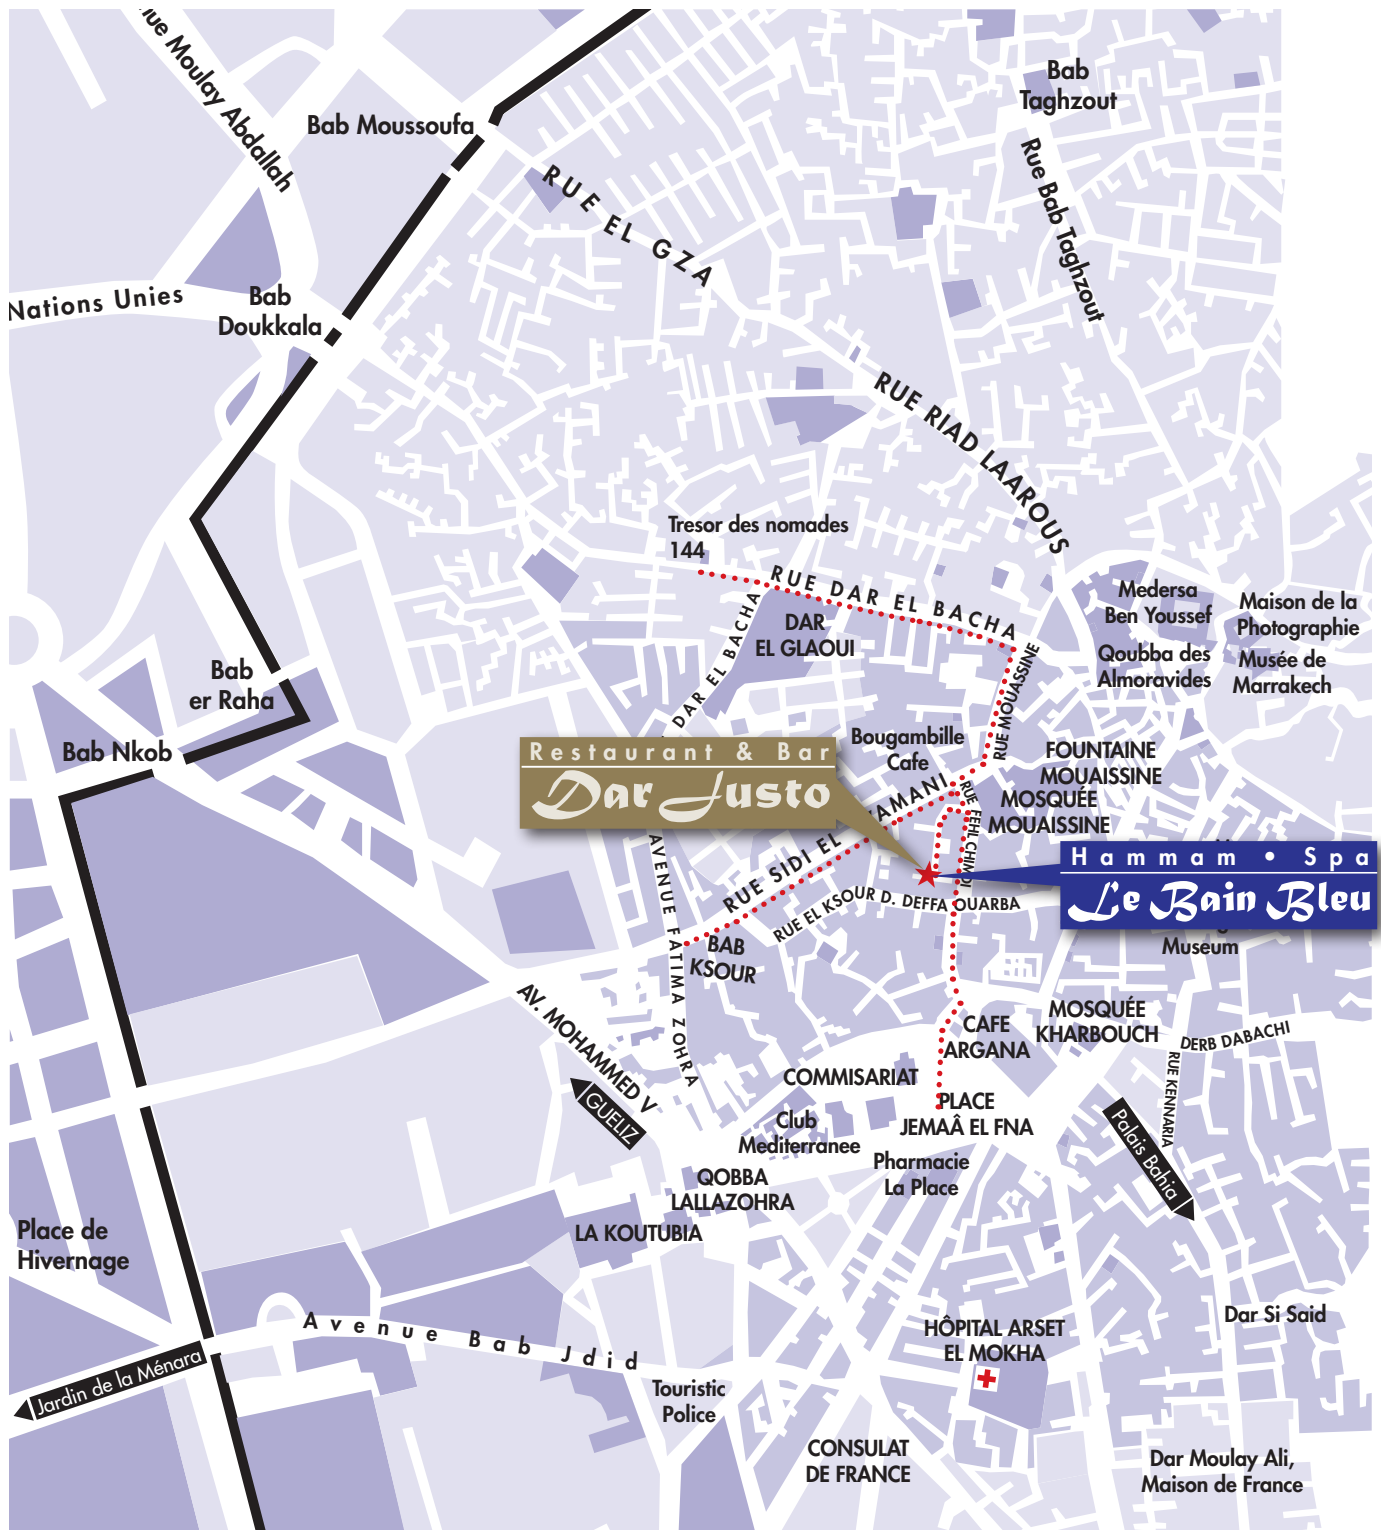 nue Moulay Abdallah
Bab Moussoufa
Bab
Taghzout
Rue Bab Taghzout
RUE EL GZA
Nations Unies
Bab
Doukkala
RUE RIAD LAAROUS
Tresor des nomades
144
RUE DAR EL BACHA
DAR EL BACHA
DAR
EL GLAOUI
Medersa
Ben Youssef
Maison de la
Photographie
Qoubba des
Almoravides
Musée de
Marrakech
Bab
er Raha
Bab Nkob
RUE MOUASSINE
Bougambille
Cafe
FOUNTAINE
MOUAISSINE
MOSQUÉE
MOUAISSINE
Restaurant & Bar
Dar Justo
RUE SIDI EL YAMANI
RUE FEHL CHIMDI
Hammam • Spa
Le Bain Bleu
AVENUE FATIMA ZOHRA
RUE EL KSOUR D. DEFFA OUARBA
BAB
KSOUR
Museum
AV. MOHAMMED V
GUELIZ
CAFE
ARGANA
MOSQUÉE
KHARBOUCH
DERB DABACHI
RUE KENNARIA
COMMISARIAT
PLACE
JEMAÂ EL FNA
Club
Mediterranee
Palais Bahia
Pharmacie
La Place
QOBBA
LALLAZOHRA
LA KOUTUBIA
Place de
Hivernage
Avenue Bab Jdid
Jardin de la Ménara
HÔPITAL ARSET
EL MOKHA
Dar Si Said
Touristic
Police
CONSULAT
DE FRANCE
Dar Moulay Ali,
Maison de France